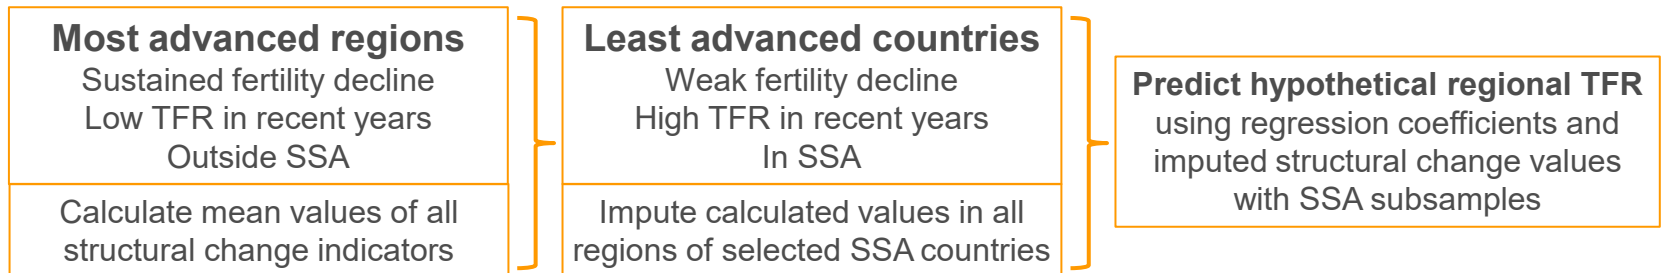 Most advanced regions
Sustained fertility decline
Low TFR in recent years
Outside SSA
Calculate mean values of all
structural change indicators
Least advanced countries
Weak fertility decline
High TFR in recent years
In SSA
Impute calculated values in all
regions of selected SSA countries
Predict hypothetical regional TFR
using regression coefficients and
imputed structural change values
with SSA subsamples